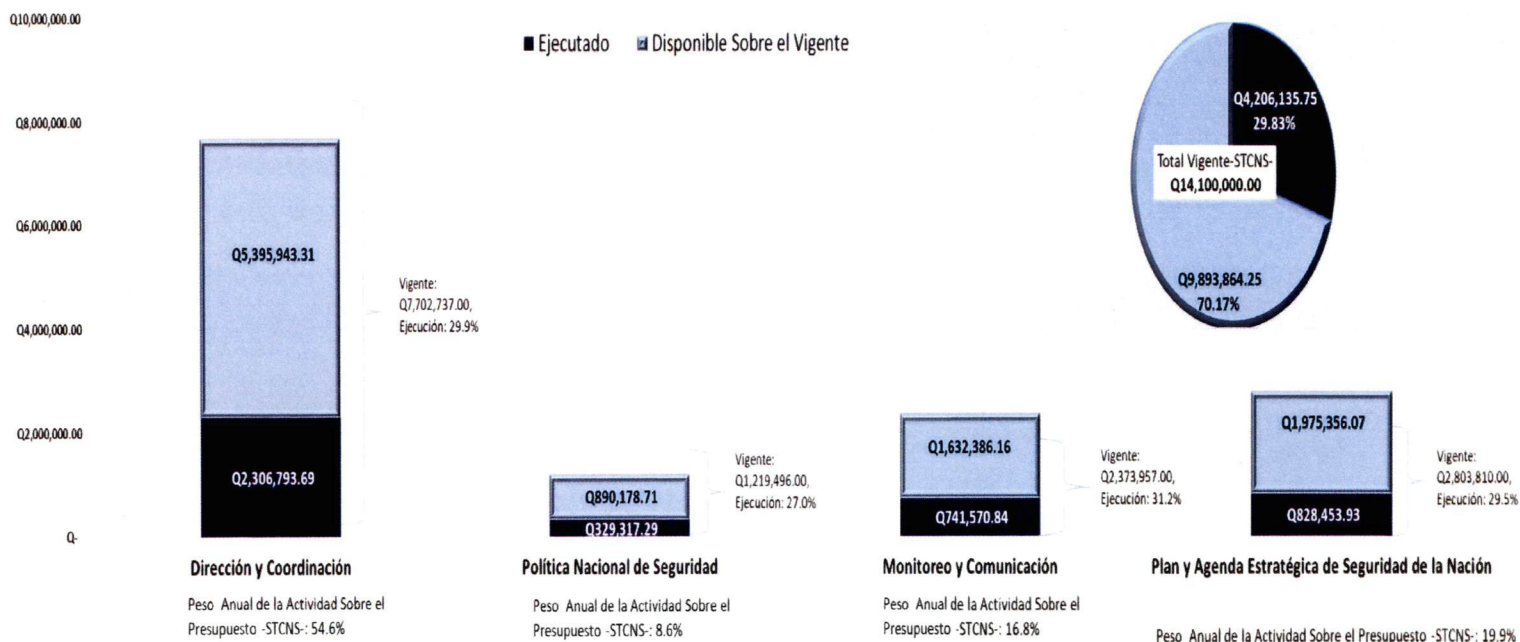 Q10,000,000.00
Q8,000,000.00
Q6,000,000.00
Q4,000,000.00
Q2,000,000.00
Q-
Ejecutado Disponible Sobre el Vigente
Q4,206,135.75
29.83%
Total Vigente-STCNS-
Q14,100,000.00
Q9,893,864.25
70.17%
Q5,395,943.31
Q2,306,793.69
Vigente:
Q7,702,737.00,
Ejecución: 29.9%
Q890,178.71
Q329,317.29
Vigente:
Q1,219,496.00,
Ejecución: 27.0%
Q1,632,386.16
Q741,570.84
Vigente:
Q2,373,957.00,
Ejecución: 31.2%
Q1,975,356.07
Q828,453.93
Vigente:
Q2,803,810.00,
Ejecución: 29.5%
Dirección y Coordinación
Peso Anual de la Actividad Sobre el
Presupuesto -STCNS-: 54.6%
Política Nacional de Seguridad
Peso Anual de la Actividad Sobre el
Presupuesto -STCNS-: 8.6%
Monitoreo y Comunicación
Peso Anual de la Actividad Sobre el
Presupuesto -STCNS-: 16.8%
Plan y Agenda Estratégica de Seguridad de la Nación
Peso Anual de la Actividad Sobre el Presupuesto -STCNS-: 19.9%